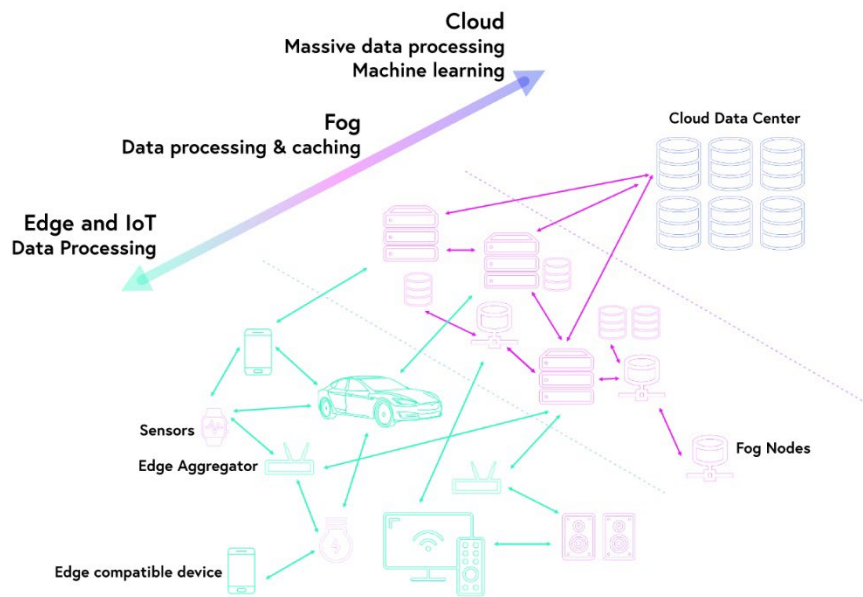 Cloud
Massive data processing
Machine learning
Fog
Data processing & caching
Cloud Data Center
Edge and IoT
Data Processing
Sensors
Edge Aggregator
Fog Nodes
Edge compatible device